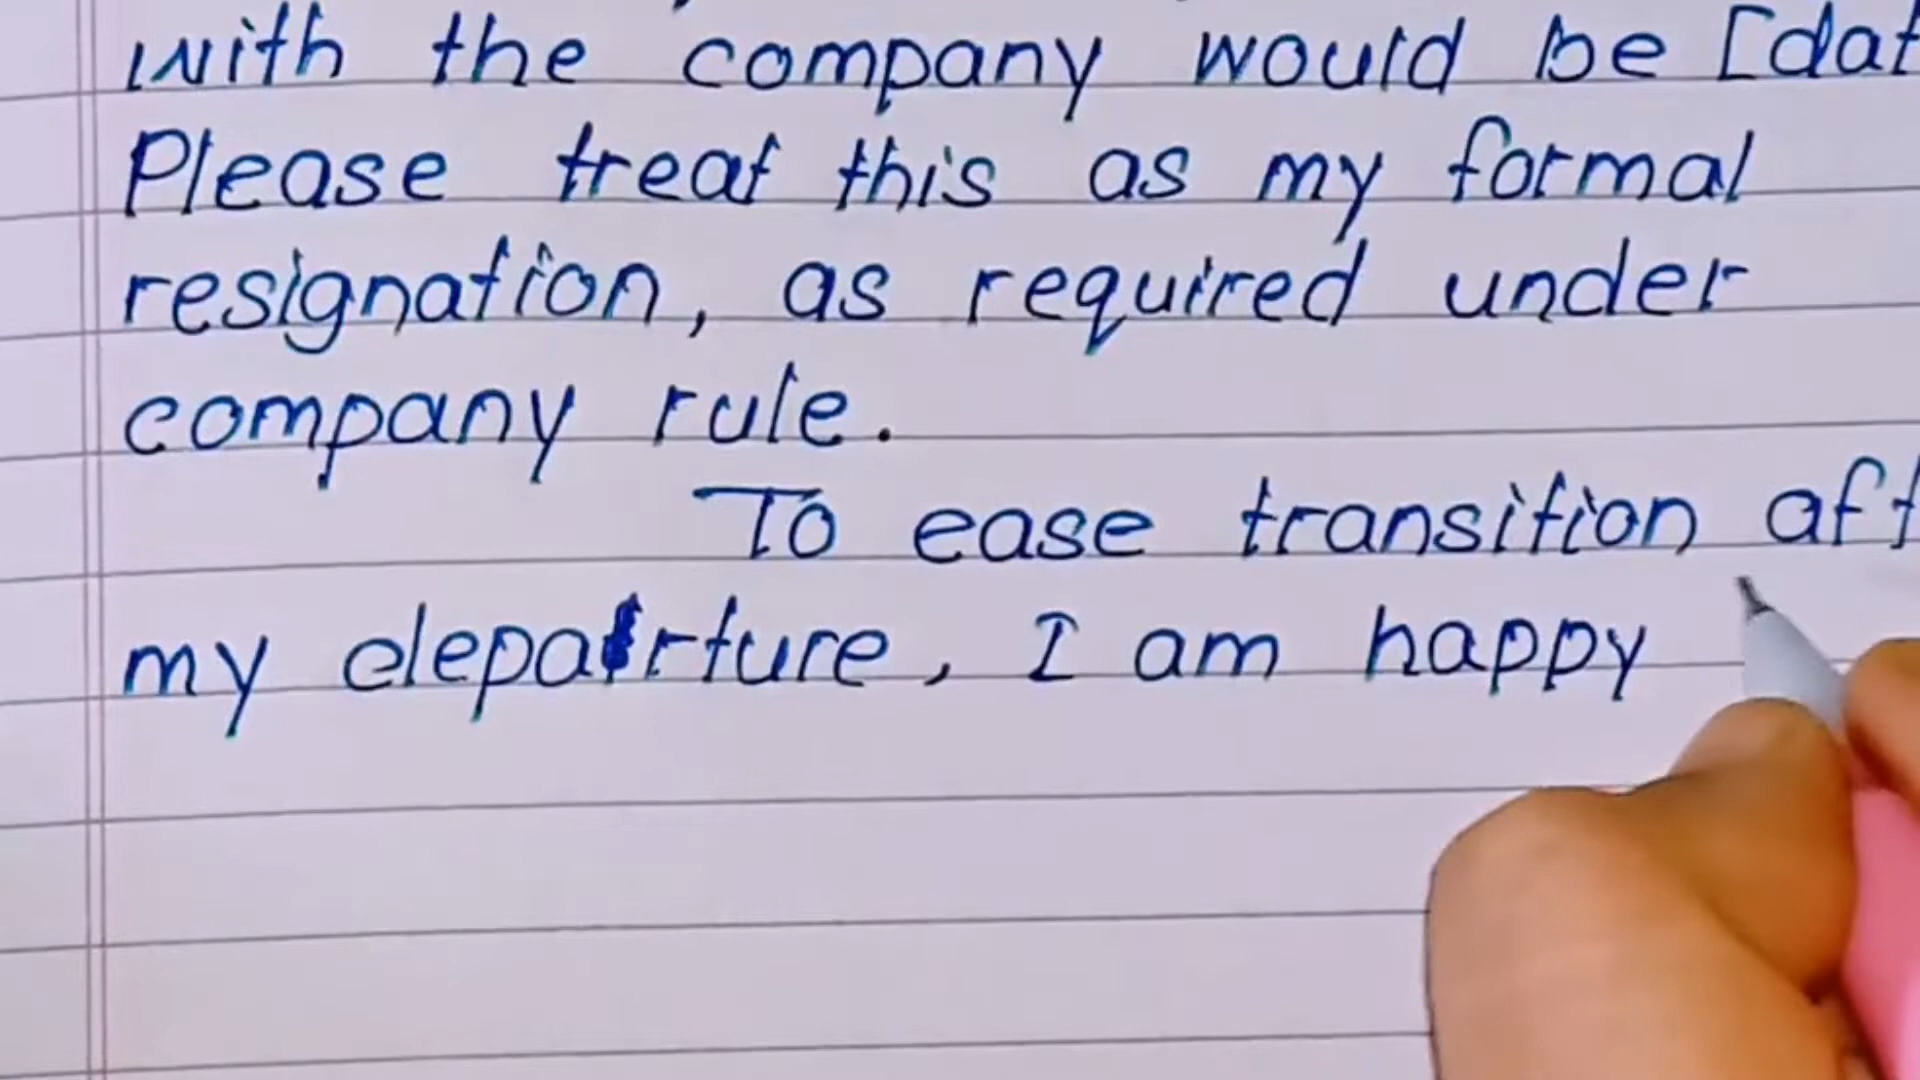 with the company would be [dat
Please treat this as my formal
resignation, as required under
company rule.
To ease transition aft
my departure, I am happy